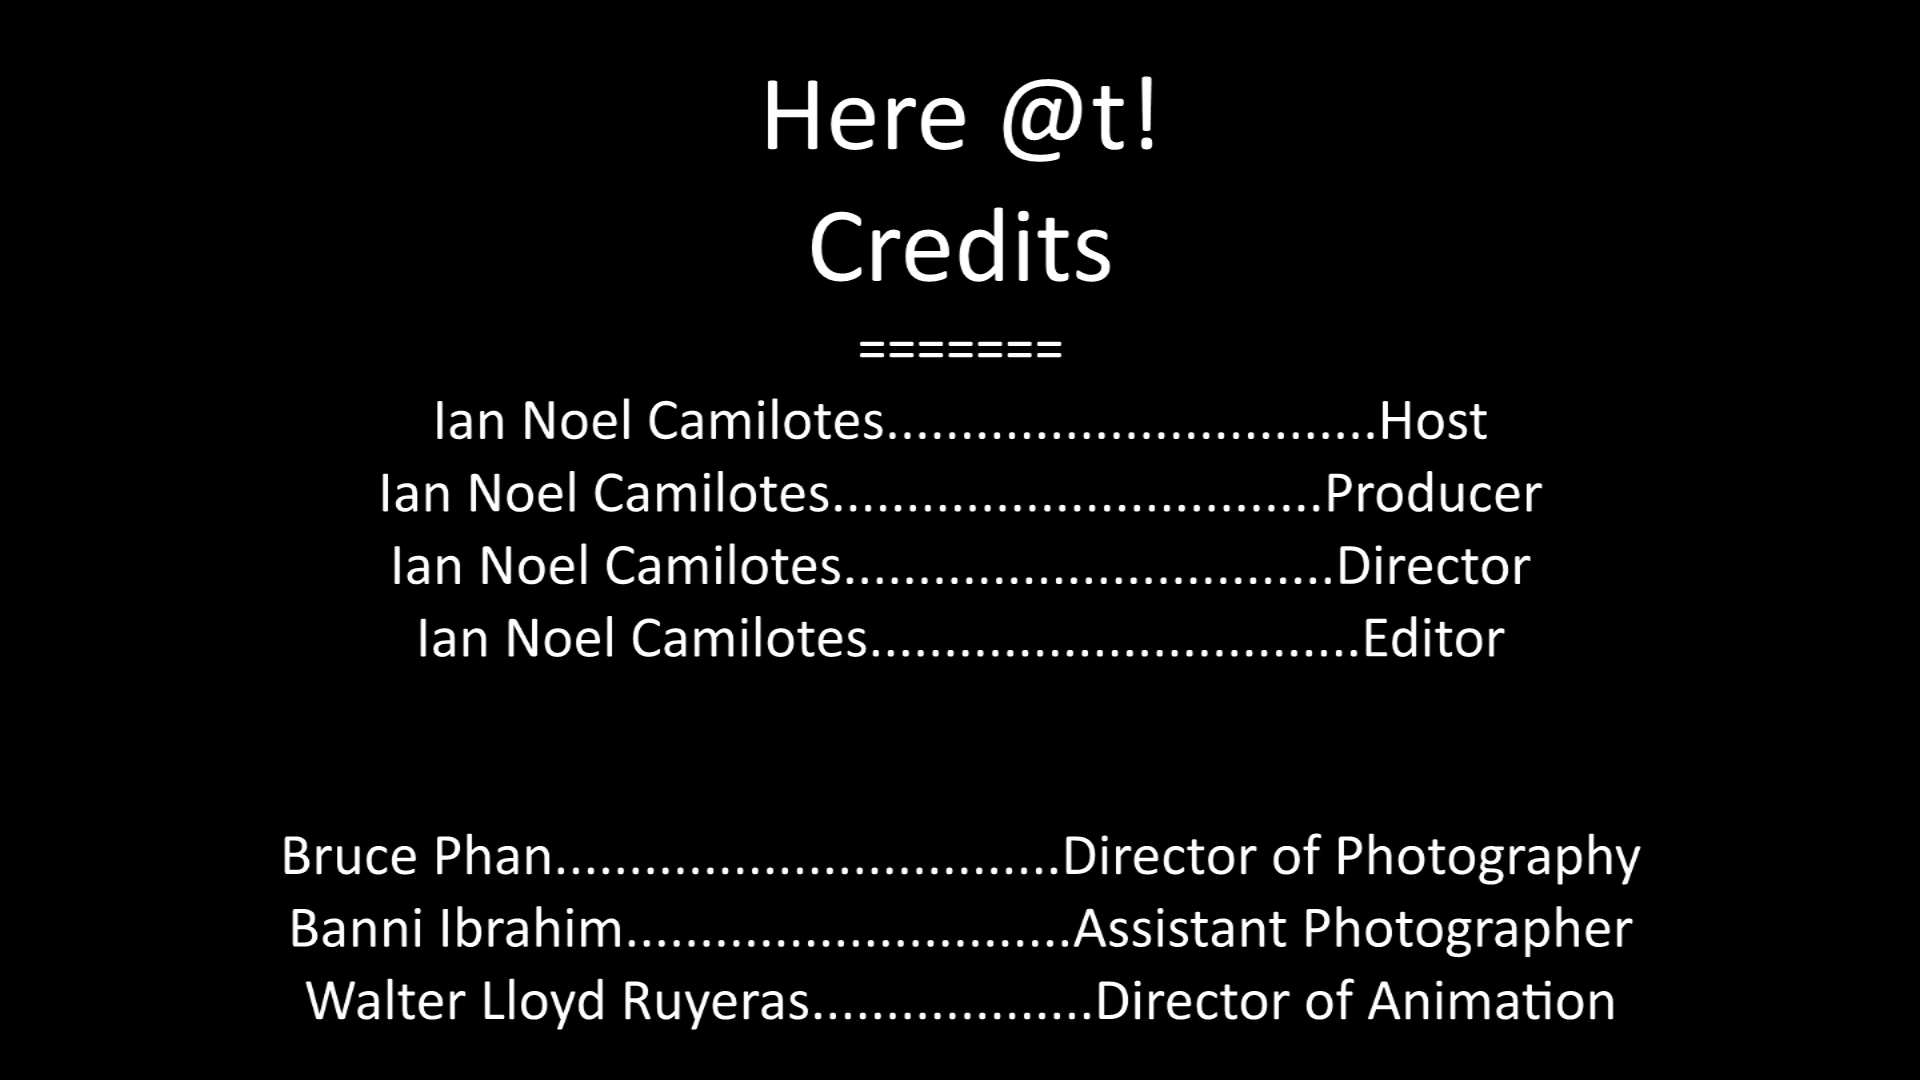 Here @t!
Credits
=======
Ian Noel Camilotes.................................Host
Ian Noel Camilotes.................................Producer
Ian Noel Camilotes.................................Director
Ian Noel Camilotes.................................Editor
Bruce Phan..................................Director of Photography
Banni Ibrahim..............................Assistant Photographer
Walter Lloyd Ruyeras...................Director of Animation